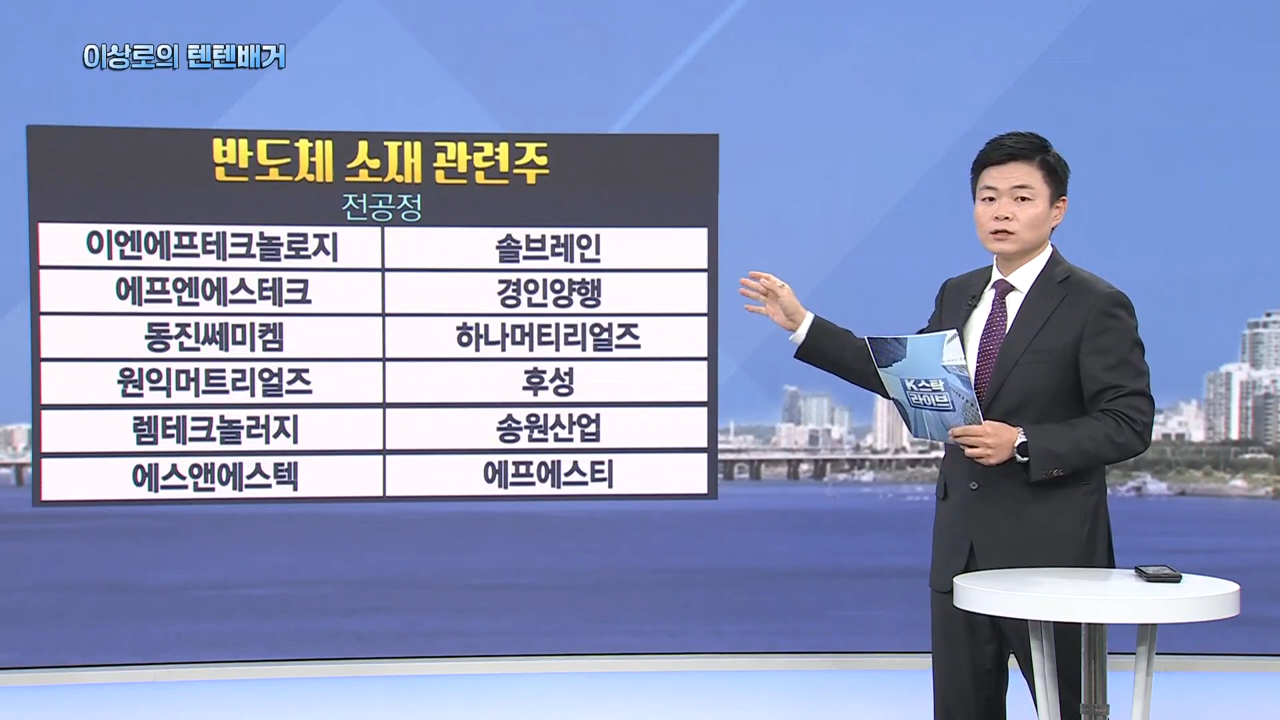 이상로의 텐텐배거
반도체 소재 관련주
전공정
이엔에프테크놀로지 솔브레인
에프엔에스테크 경인양행
동진쎄미켐 하나머티리얼즈
원익머트리얼즈 후성
렘테크놀러지 송원산업
에스앤에스텍 에프에스티
K스탁
라이브